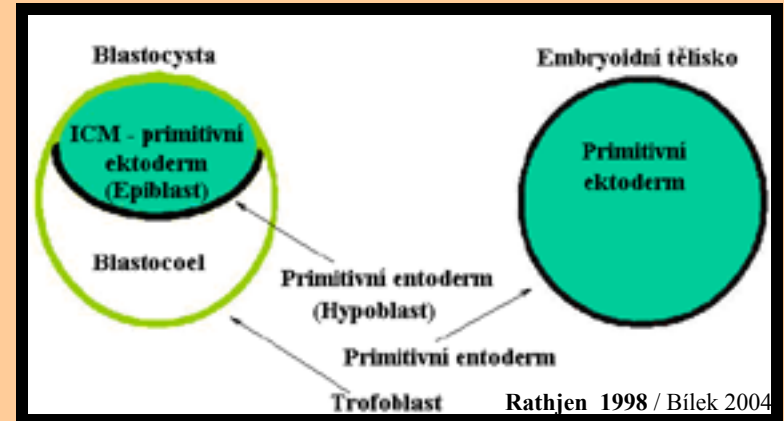 Blastocysta
ICM - primitivní
ektoderm
(Epiblast)
Blastocoel
Primitivní entoderm
(Hypoblast)
Primitivní entoderm
Trofoblast
Embryoidní tělísko
Primitivní
ektoderm
Rathjen 1998 / Bílek 2004